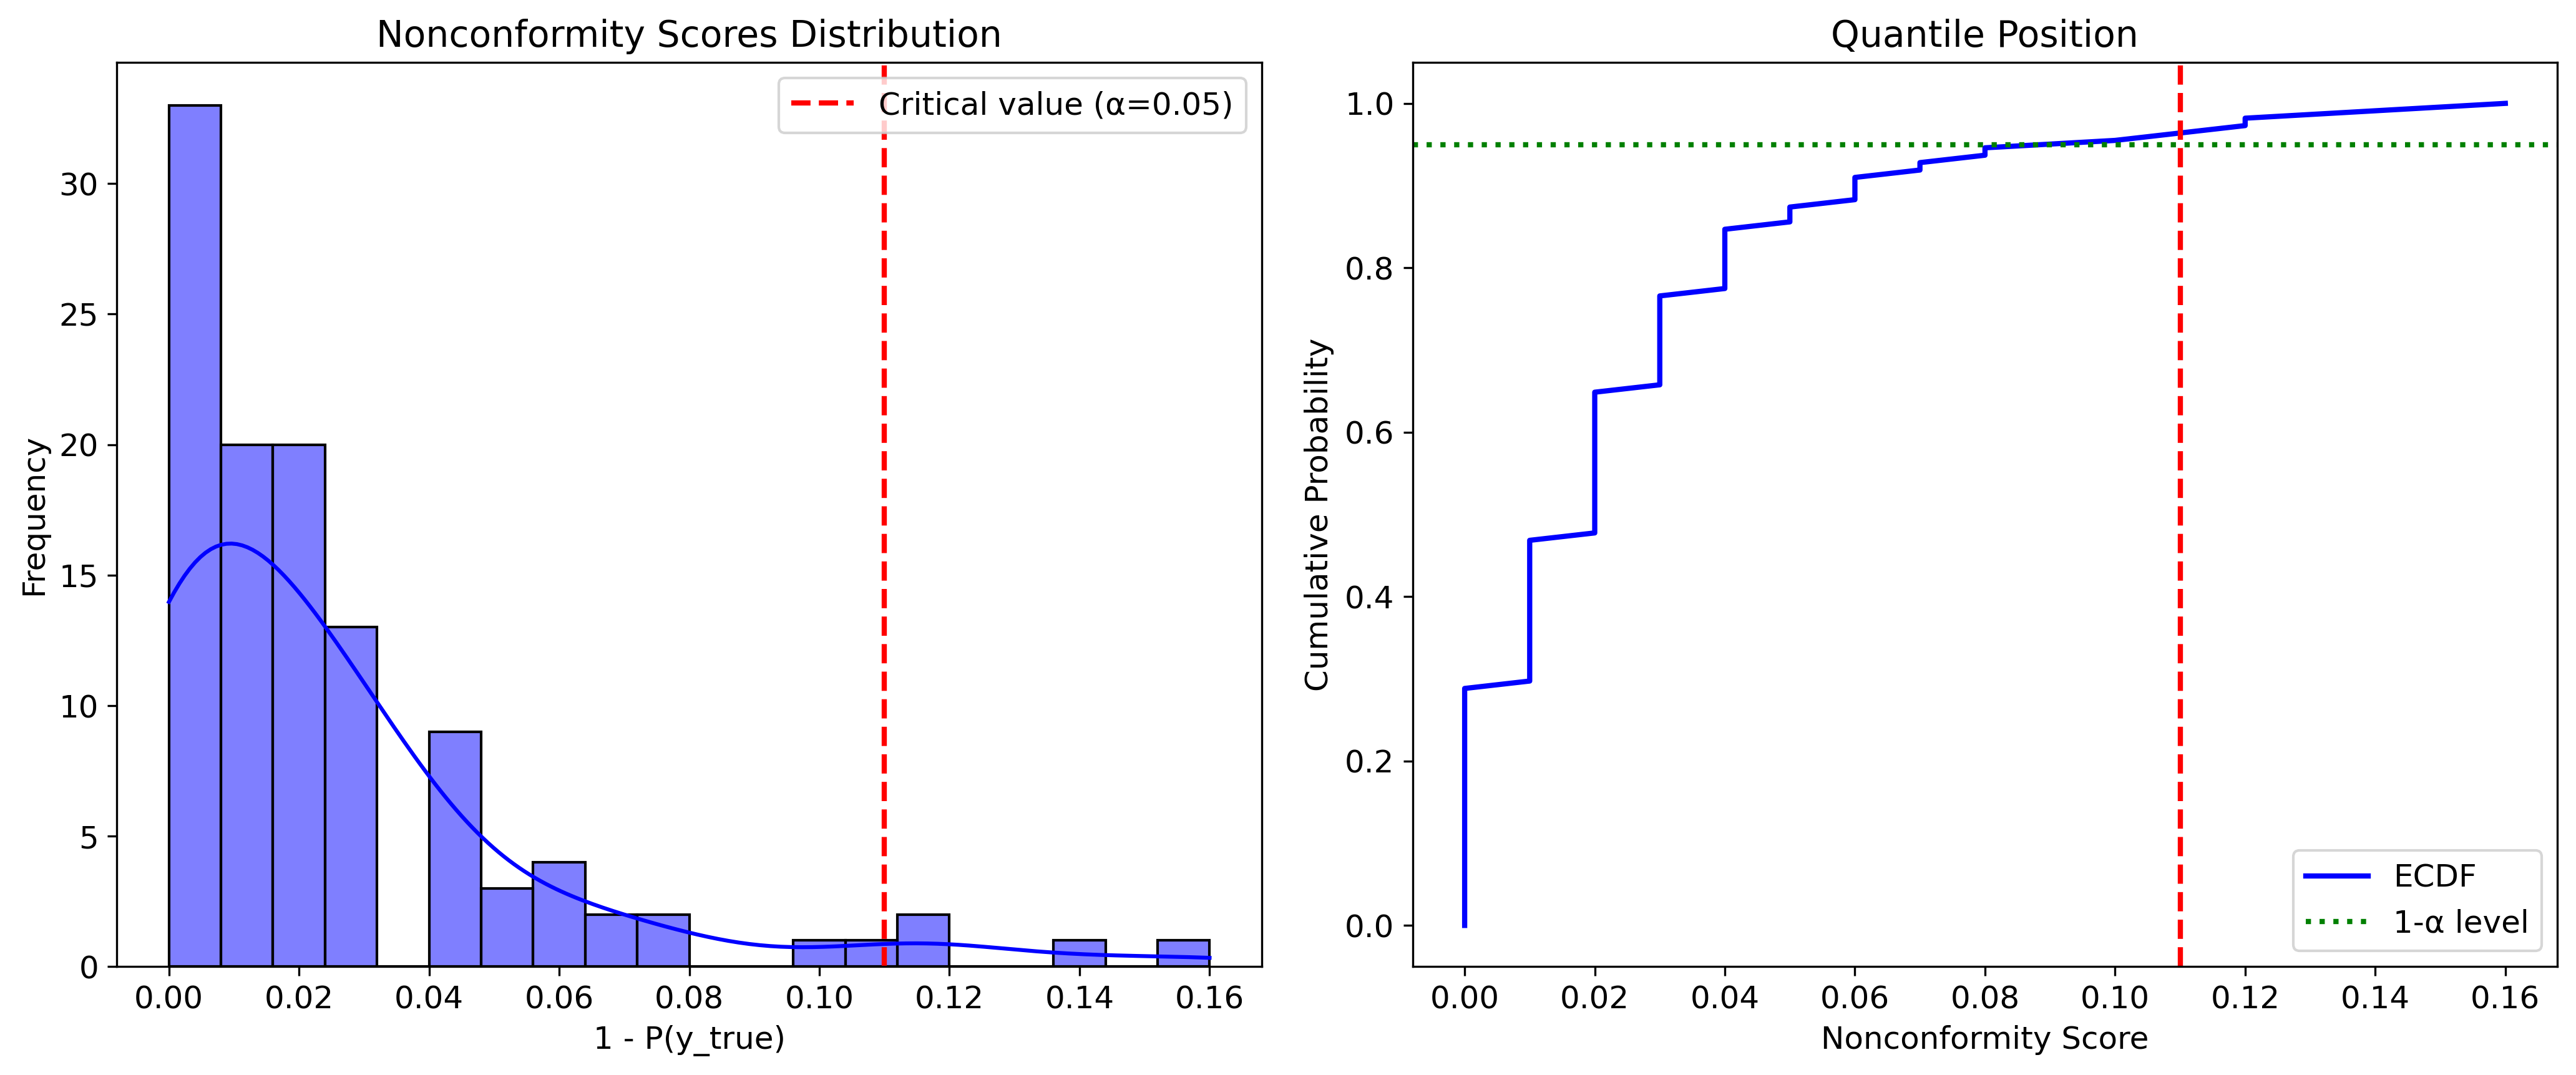 Nonconformity Scores Distribution
Critical value (α=0.05)
Frequency
30
25
20
15
10
5
0
0.00 0.02 0.04 0.06 0.08 0.10 0.12 0.14 0.16
1 - P(y_true)
Quantile Position
Cumulative Probability
1.0
0.8
0.6
0.4
0.2
0.0
ECDF
1-α level
0.00 0.02 0.04 0.06 0.08 0.10 0.12 0.14 0.16
Nonconformity Score